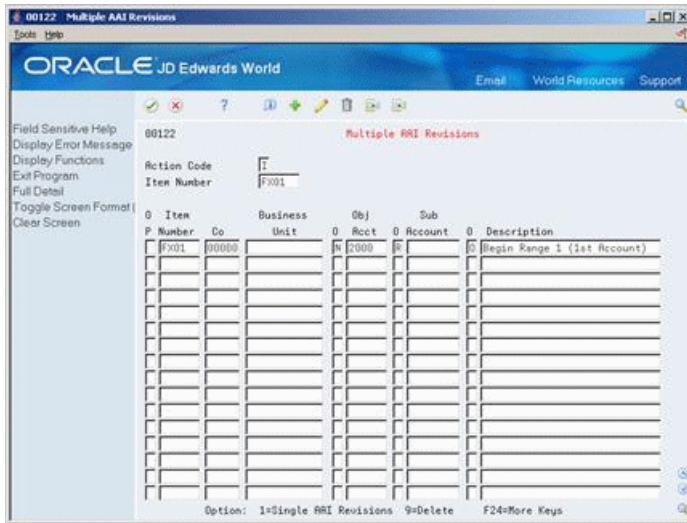 00122 Multiple AAI Revisions
Tools Help
ORACLE JD Edwards World
Email World Resources Support
Field Sensitive Help
Display Error Message
Display Functions
Exit Program
Full Detail
Toggle Screen Format (
Clear Screen
00122 Multiple AAI Revisions
Action Code I
Item Number FX01
O Item Business Obj Sub
P Number Co Unit O Acct O Account O Description
FX01 00000 N 2000 R O Begin Range 1 (1st Account)
Option: 1=Single AAI Revisions 9=Delete F24=More Keys